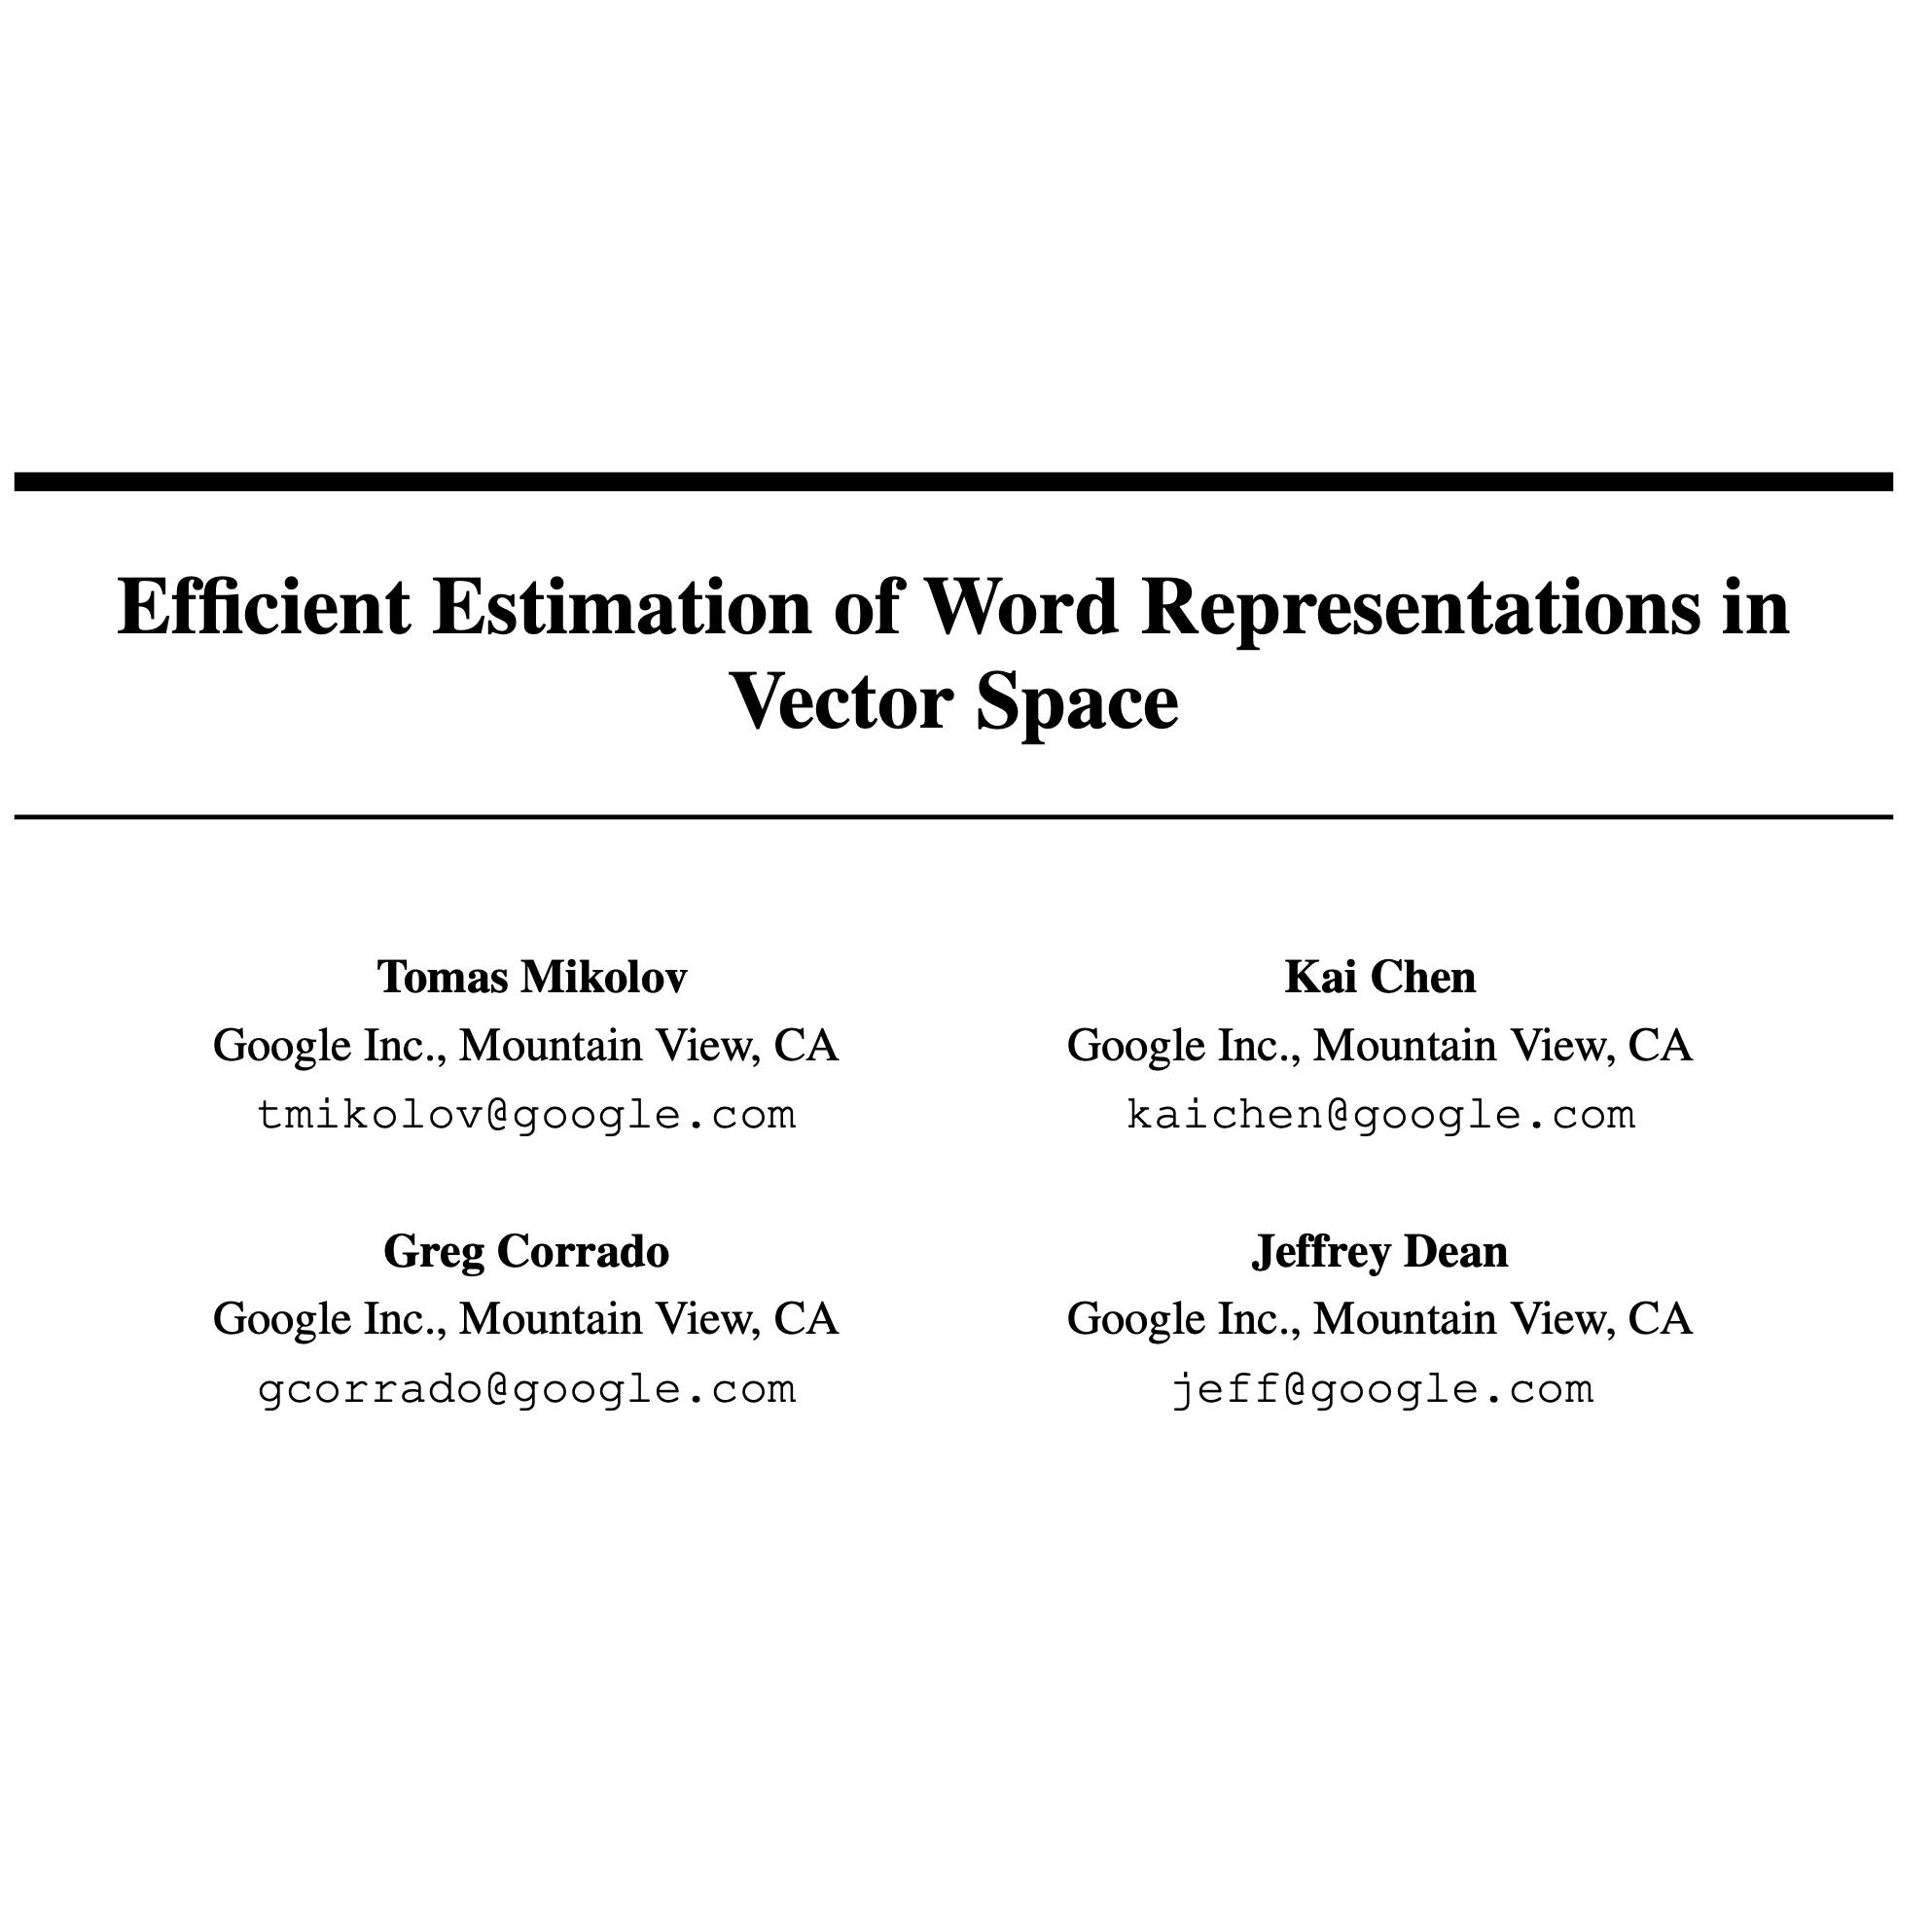 Efficient Estimation of Word Representations in
Vector Space
Tomas Mikolov
Google Inc., Mountain View, CA
tmikolov@google.com
Kai Chen
Google Inc., Mountain View, CA
kaichen@google.com
Greg Corrado
Google Inc., Mountain View, CA
gcorrado@google.com
Jeffrey Dean
Google Inc., Mountain View, CA
jeff@google.com